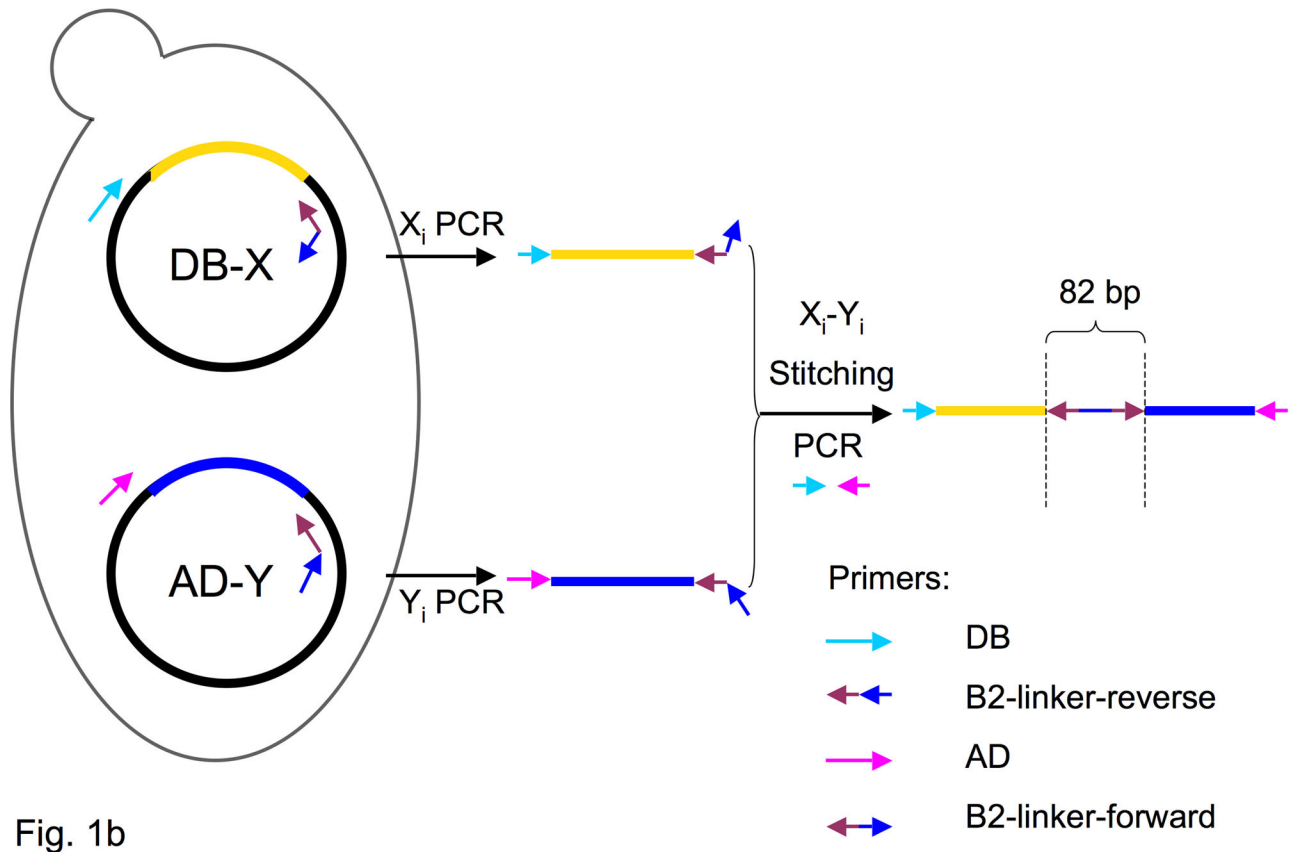 DB-X
X_i PCR
AD-Y
Y_i PCR
X_i-Y_i
Stitching
PCR
82 bp
Primers:
DB
B2-linker-reverse
AD
B2-linker-forward
Fig. 1b